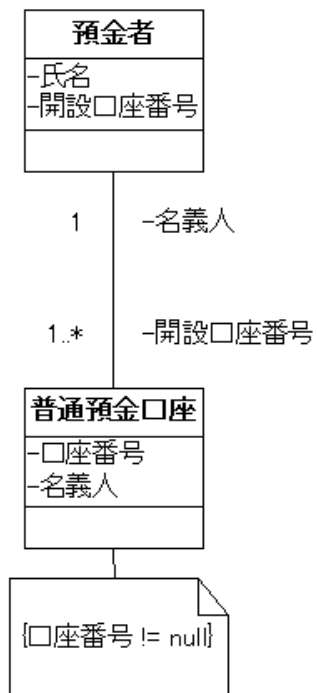 預金者
-氏名
-開設口座番号
1 -名義人
1..* -開設口座番号
普通預金口座
-口座番号
-名義人
{口座番号 != null}